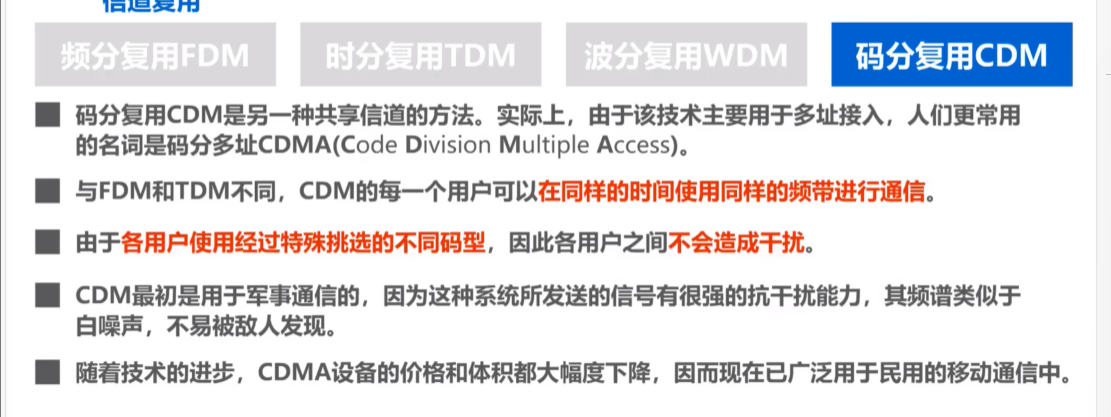 信道复用
频分复用FDM
时分复用TDM
波分复用WDM
码分复用CDM
码分复用CDM是另一种共享信道的方法。实际上，由于该技术主要用于多址接入，人们更常用
的名词是码分多址CDMA(Code Division Multiple Access)。
与FDM和TDM不同，CDM的每一个用户可以在同样的时间使用同样的频带进行通信。
由于各用户使用经过特殊挑选的不同码型，因此各用户之间不会造成干扰。
CDM最初是用于军事通信的，因为这种系统所发送的信号有很强的抗干扰能力，其频谱类似于
白噪声，不易被敌人发现。
随着技术的进步，CDMA设备的价格和体积都大幅度下降，因而现在已广泛用于民用的移动通信中。